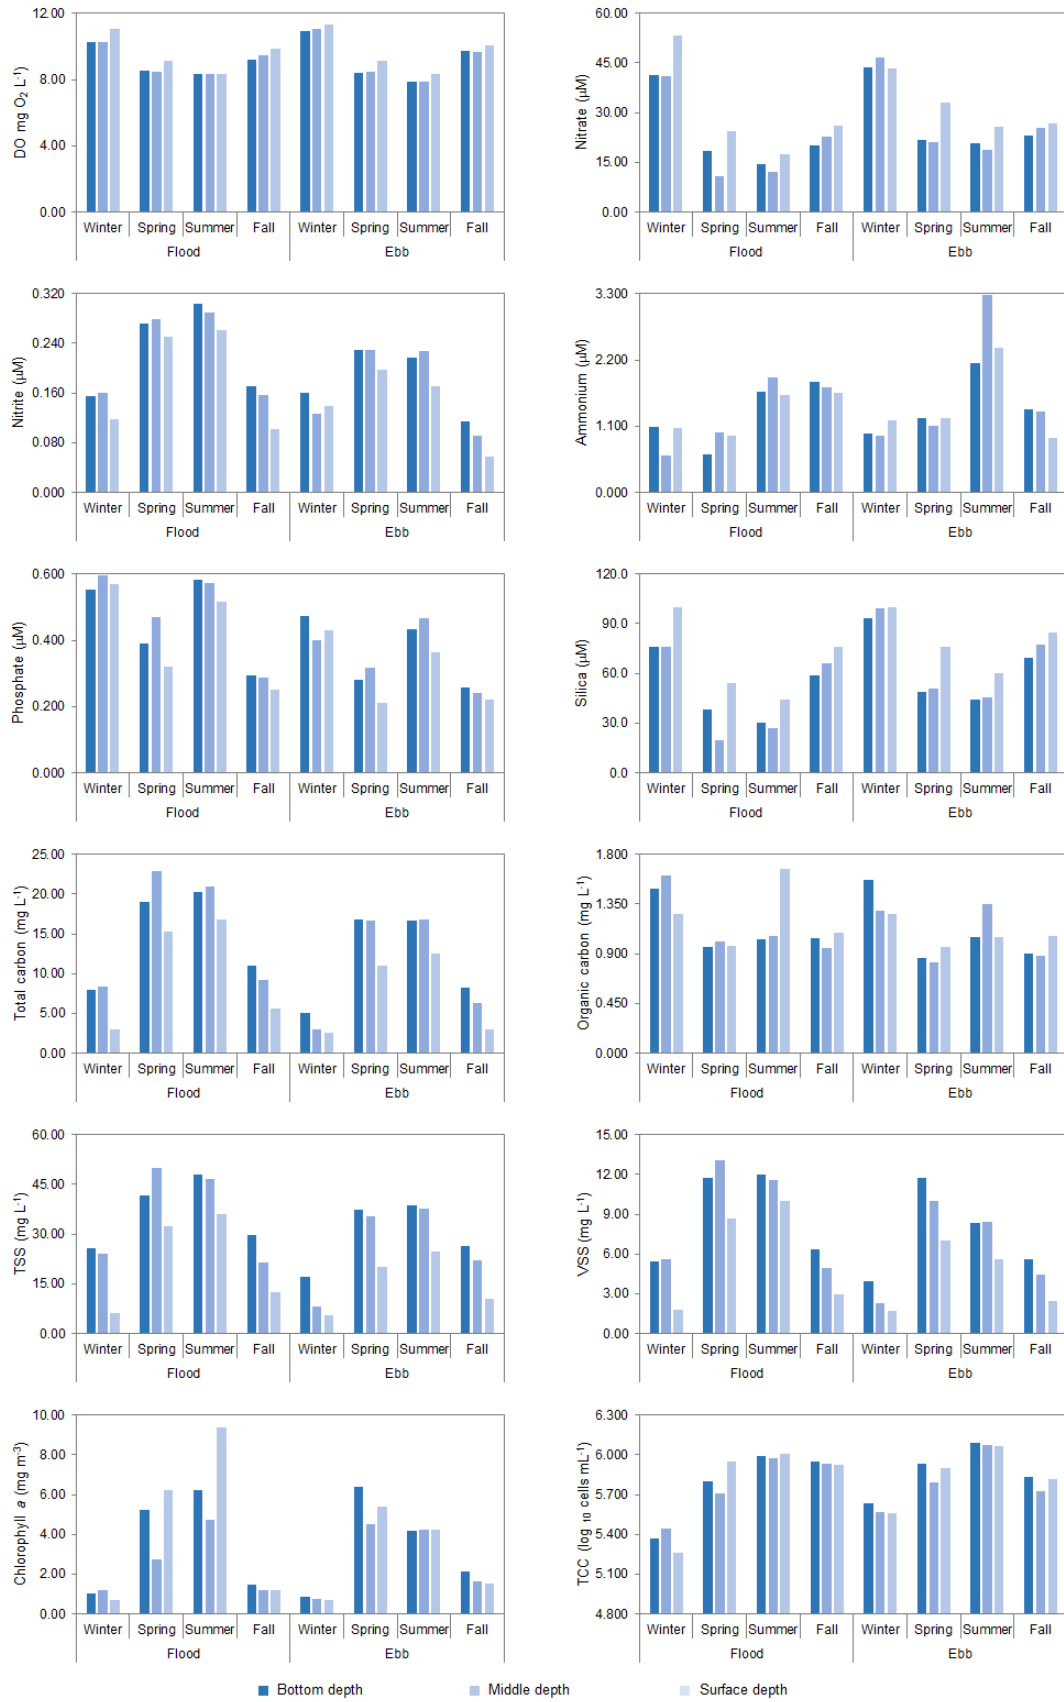 DO mg O2 L-1)
12.00
8.00
4.00
0.00
Winter Spring Summer Fall Winter Spring Summer Fall
Flood Ebb
Nitrate (µM)
60.00
45.00
30.00
15.00
0.00
Winter Spring Summer Fall Winter Spring Summer Fall
Flood Ebb
Nitrite (µM)
0.320
0.240
0.160
0.080
0.000
Winter Spring Summer Fall Winter Spring Summer Fall
Flood Ebb
Ammonium (µM)
3.300
2.200
1.100
0.000
Winter Spring Summer Fall Winter Spring Summer Fall
Flood Ebb
Phosphate (µM)
0.600
0.400
0.200
0.000
Winter Spring Summer Fall Winter Spring Summer Fall
Flood Ebb
Silica (µM)
120.0
90.0
60.0
30.0
0.0
Winter Spring Summer Fall Winter Spring Summer Fall
Flood Ebb
Total carbon (mg L-1)
25.00
20.00
15.00
10.00
5.00
0.00
Winter Spring Summer Fall Winter Spring Summer Fall
Flood Ebb
Organic carbon (mg L-1)
1.800
1.350
0.900
0.450
0.000
Winter Spring Summer Fall Winter Spring Summer Fall
Flood Ebb
TSS (mg L-1)
60.00
45.00
30.00
15.00
0.00
Winter Spring Summer Fall Winter Spring Summer Fall
Flood Ebb
VSS (mg L-1)
15.00
12.00
9.00
6.00
3.00
0.00
Winter Spring Summer Fall Winter Spring Summer Fall
Flood Ebb
Chlorophyll a (mg m-3)
10.00
8.00
6.00
4.00
2.00
0.00
Winter Spring Summer Fall Winter Spring Summer Fall
Flood Ebb
TCC (log 10 cells mL-1)
6.300
6.000
5.700
5.400
5.100
4.800
Winter Spring Summer Fall Winter Spring Summer Fall
Flood Ebb
Bottom depth Middle depth Surface depth